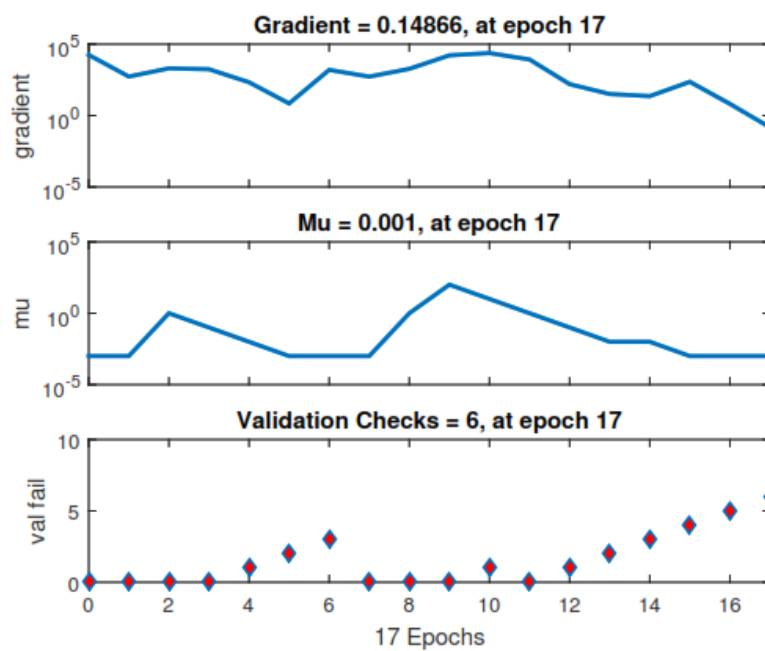 Gradient = 0.14866, at epoch 17
10^5
10^0
10^-5
gradient
Mu = 0.001, at epoch 17
10^5
10^0
10^-5
mu
Validation Checks = 6, at epoch 17
10
5
0
val fail
0 2 4 6 8 10 12 14 16
17 Epochs